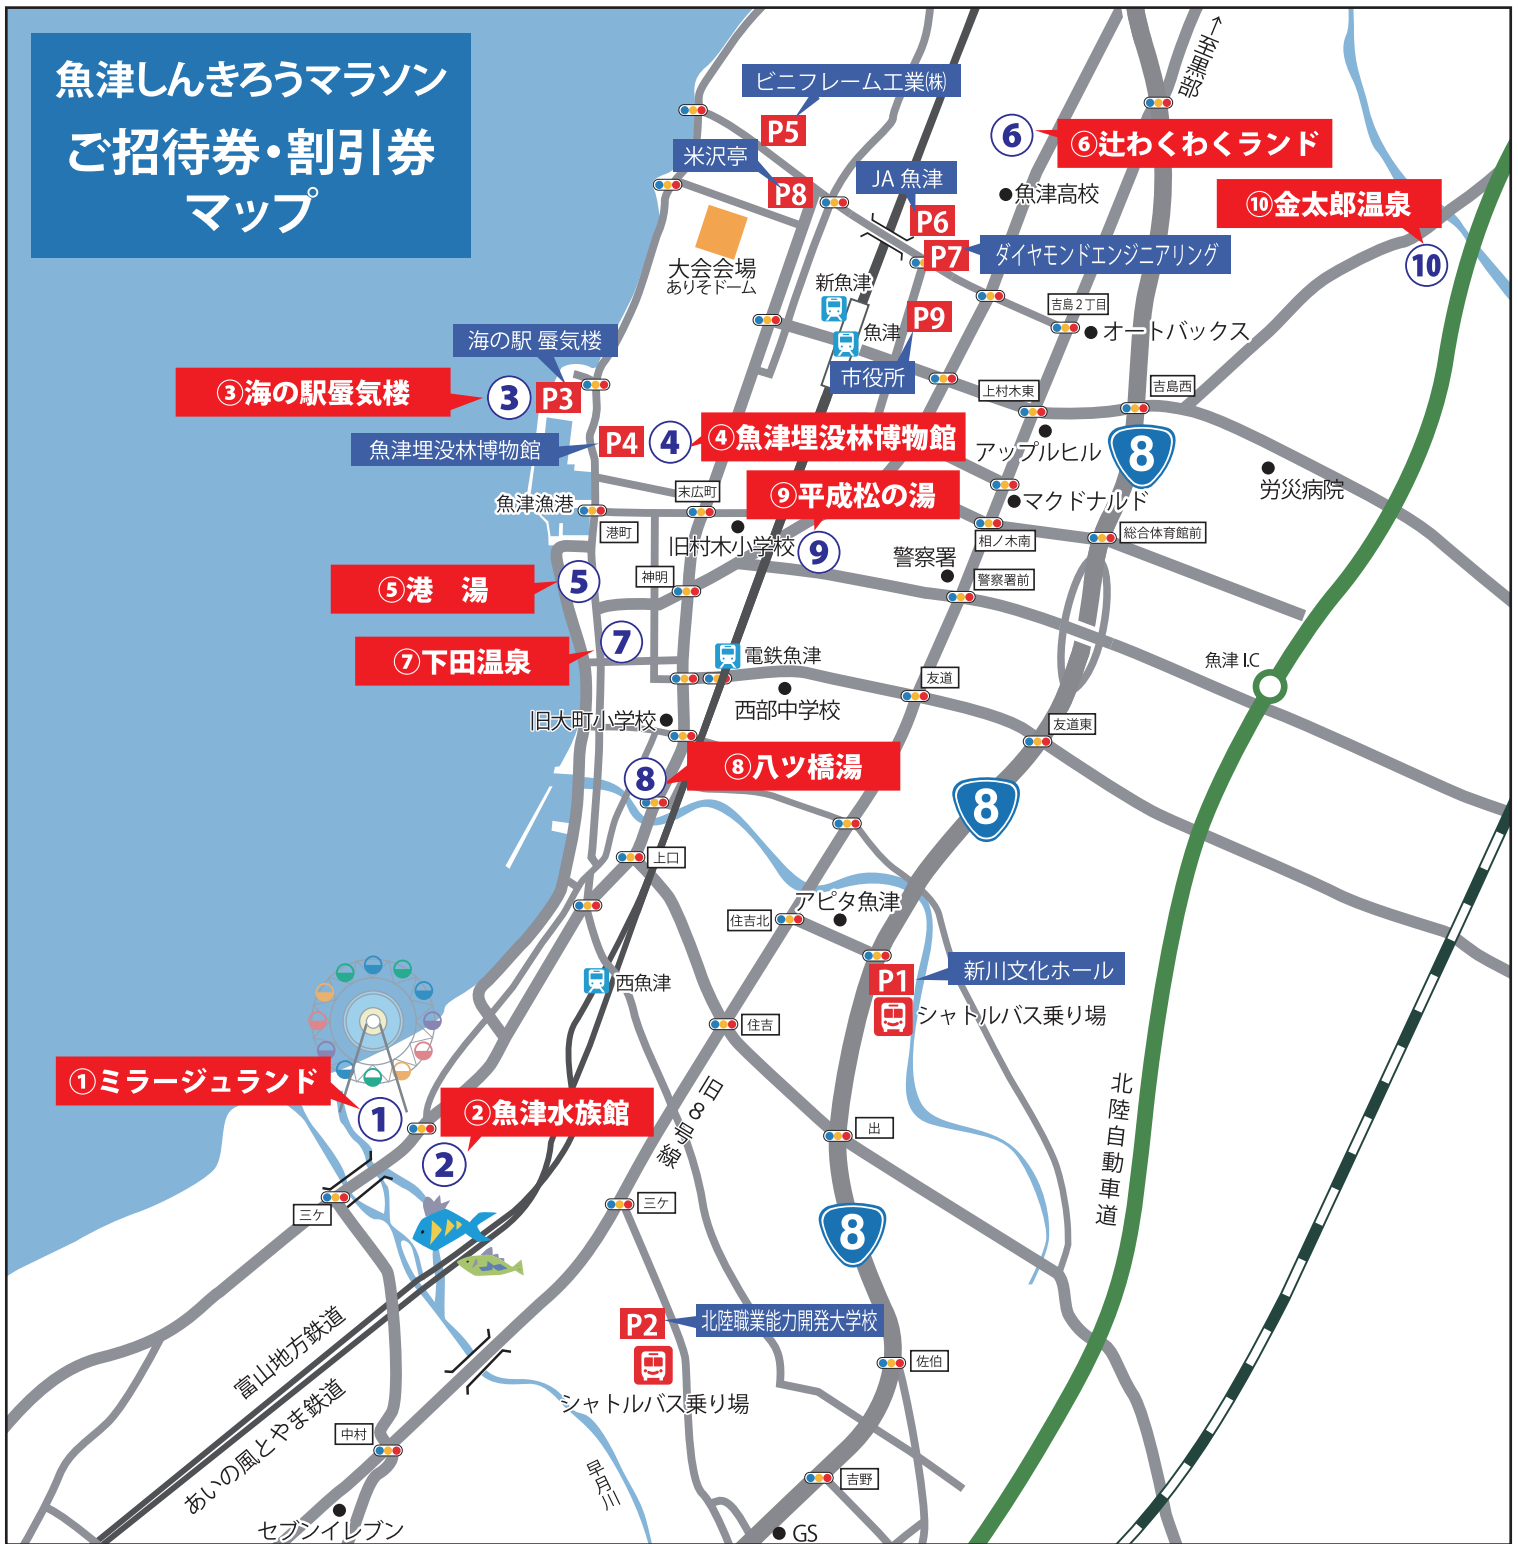 魚津しんきろうマラソン
ご招待券・割引券
マップ
→至黒部
ビニフレーム工業㈱
P5
⑥
⑥辻わくわくランド
米沢亭
P8
JA 魚津
P6
魚津高校
⑩金太郎温泉
⑩
P7
ダイヤモンドエンジニアリング
大会会場
ありそドーム
新魚津
魚津
P9
吉島2丁目
オートバックス
海の駅 蜃気楼
市役所
③海の駅蜃気楼
③
P3
上村木東
吉島西
魚津埋没林博物館
P4
④
④魚津埋没林博物館
アップルヒル
8
労災病院
⑨平成松の湯
末広町
魚津漁港
マクドナルド
港町
旧村木小学校
⑨
相ノ木南
総合体育館前
警察署
⑤港　湯
⑤
神明
警察署前
⑦下田温泉
⑦
電鉄魚津
魚津 I.C
友道
西部中学校
旧大町小学校
友道東
⑧
⑧八ツ橋湯
8
上口
アピタ魚津
住吉北
西魚津
P1
新川文化ホール
シャトルバス乗り場
住吉
①ミラージュランド
①
②魚津水族館
②
旧8号線
出
北陸自動車道
三ケ
三ケ
8
P2
北陸職業能力開発大学校
シャトルバス乗り場
富山地方鉄道
あいの風とやま鉄道
佐伯
中村
早月川
吉野
セブンイレブン
GS